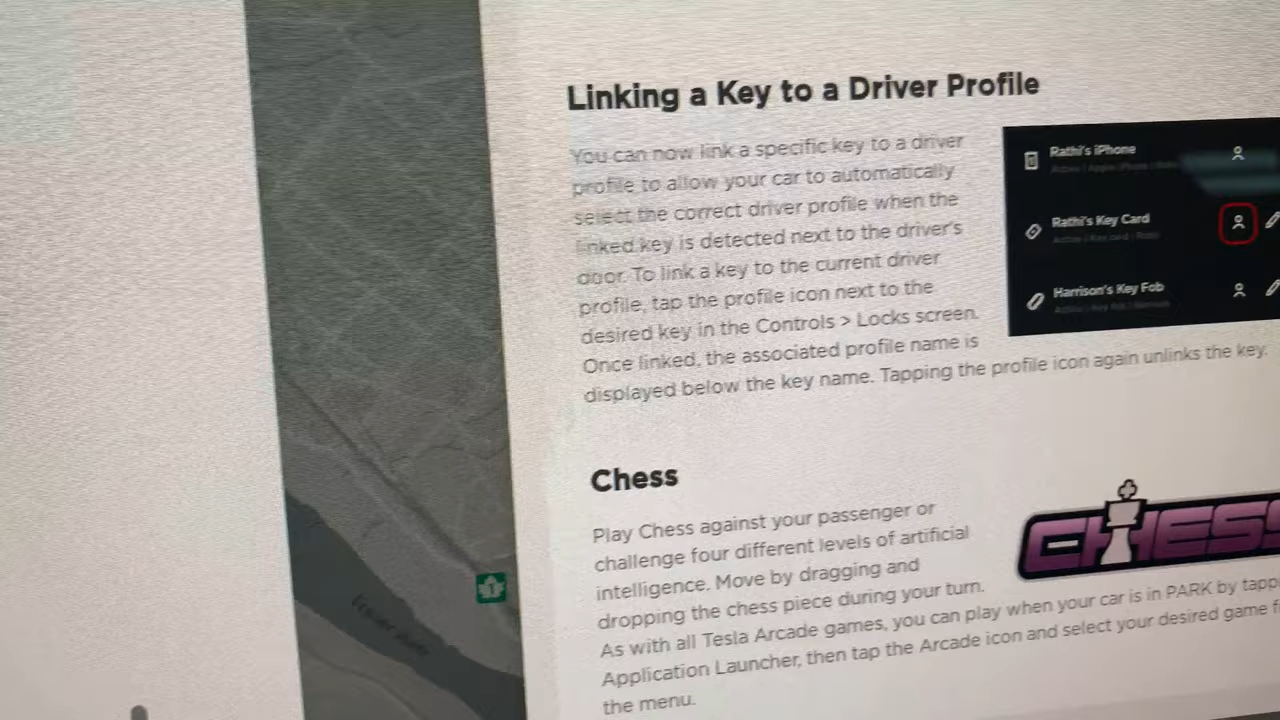 Linking a Key to a Driver Profile
You can now link a specific key to a driver
profile to allow your car to automatically
select the correct driver profile when the
linked key is detected next to the driver's
door. To link a key to the current driver
profile, tap the profile icon next to the
desired key in the Controls > Locks screen.
Once linked, the associated profile name is
displayed below the key name. Tapping the profile icon again unlinks the key.
Rathi's iPhone
Rathi's Key Card
Harrison's Key Fob
Chess
Play Chess against your passenger or
challenge four different levels of artificial
intelligence. Move by dragging and
dropping the chess piece during your turn.
As with all Tesla Arcade games, you can play when your car is in PARK by tapp
Application Launcher, then tap the Arcade icon and select your desired game f
the menu.
CHESS